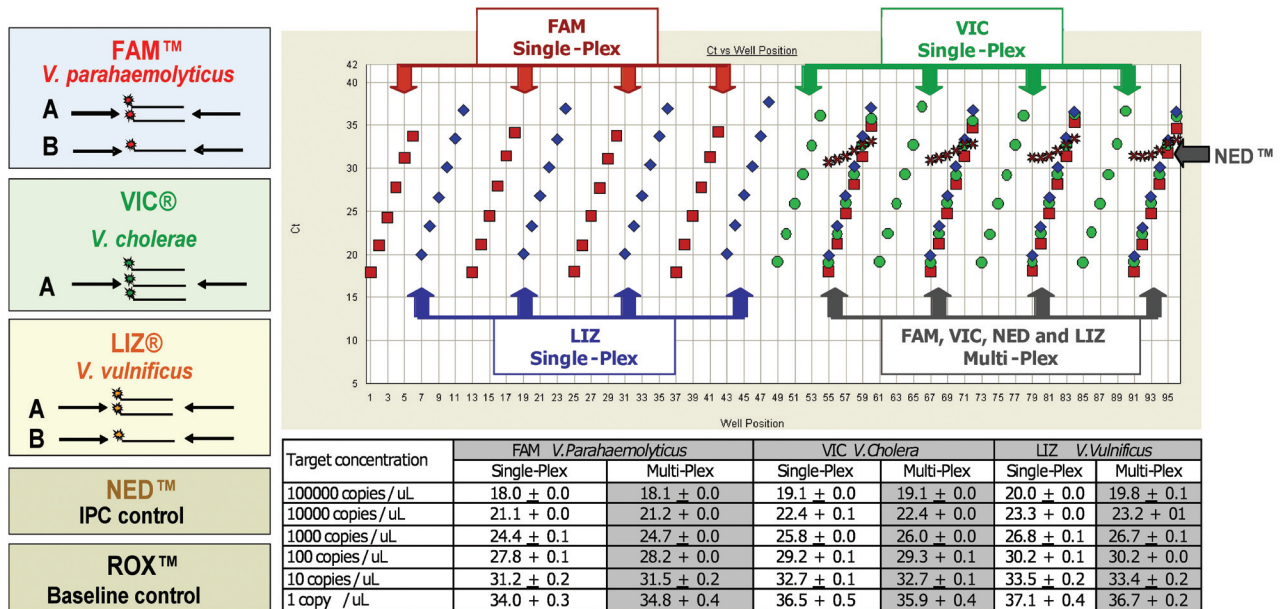 FAM™
V. parahaemolyticus
A
B
VIC®
V. cholerae
A
LIZ®
V. vulnificus
A
B
NED™
IPC control
ROX™
Baseline control
FAM
Single-Plex
VIC
Single-Plex
Ct vs Well Position
42
40
35
30
25
20
15
10
5
Ct
NED™
LIZ
Single-Plex
FAM, VIC, NED and LIZ
Multi-Plex
1 3 5 7 9 11 13 15 17 19 21 23 25 27 29 31 33 35 37 39 41 43 45 47 49 51 53 55 57 59 61 63 65 67 69 71 73 75 77 79 81 83 85 87 89 91 93 95
Well Position
Target concentration FAM V.Parahaemolyticus VIC V.Cholera LIZ V.Vulnificus
Single-Plex Multi-Plex Single-Plex Multi-Plex Single-Plex Multi-Plex
100000 copies/uL 18.0 ± 0.0 18.1 ± 0.0 19.1 ± 0.0 19.1 ± 0.0 20.0 ± 0.0 19.8 ± 0.1
10000 copies/uL 21.1 + 0.0 21.2 + 0.0 22.4 + 0.1 22.4 + 0.0 23.3 + 0.0 23.2 + 01
1000 copies/uL 24.4 ± 0.1 24.7 ± 0.0 25.8 ± 0.0 26.0 ± 0.0 26.8 ± 0.1 26.7 ± 0.1
100 copies/uL 27.8 + 0.1 28.2 + 0.0 29.2 + 0.1 29.3 + 0.1 30.2 + 0.1 30.2 + 0.0
10 copies/uL 31.2 ± 0.2 31.5 ± 0.2 32.7 ± 0.1 32.7 ± 0.1 33.5 ± 0.2 33.4 ± 0.2
1 copy /uL 34.0 + 0.3 34.8 + 0.4 36.5 + 0.5 35.9 + 0.4 37.1 + 0.4 36.7 + 0.2